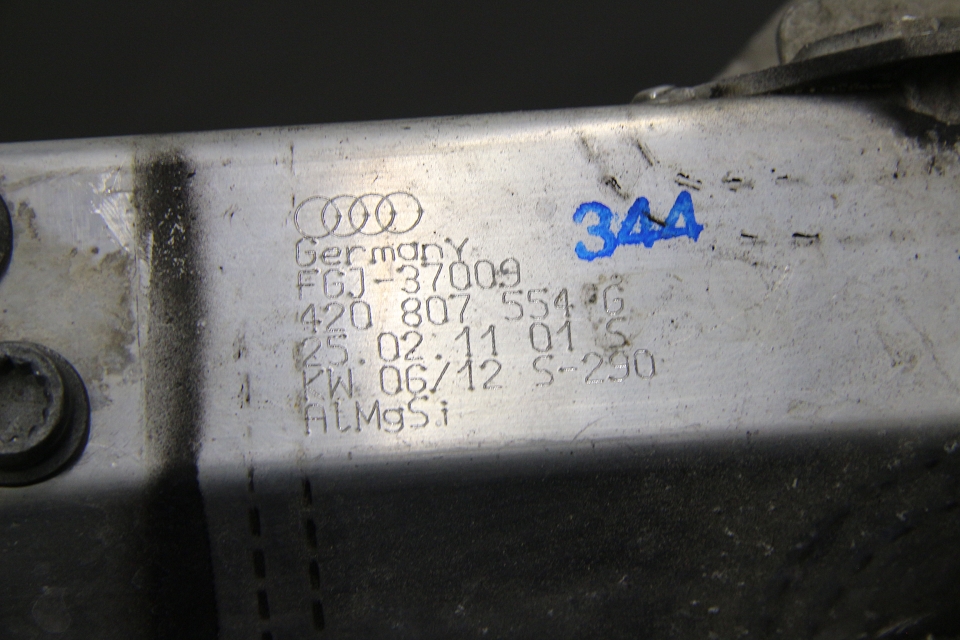 Germany
FGJ-37009
420 807 554 G
25.02.11 01 S
KW 06/12 S-290
AlMgSi
344